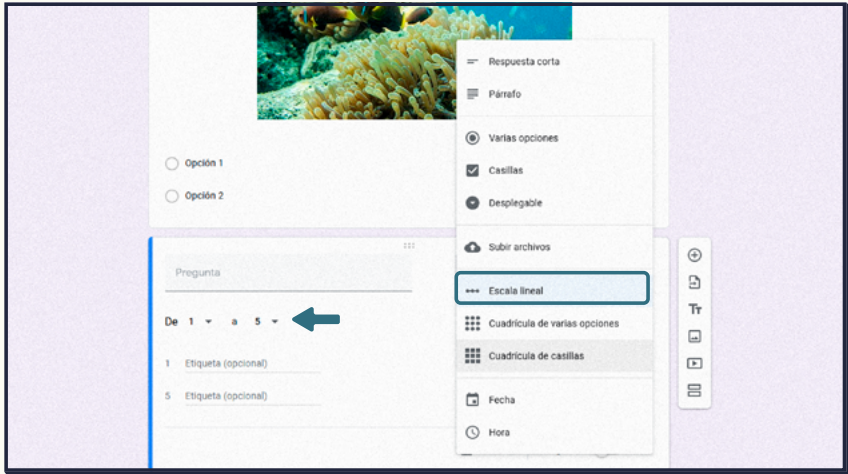 Opción 1
Opción 2
Pregunta
De 1 a 5
1 Etiqueta (opcional)
5 Etiqueta (opcional)
Respuesta corta
Párrafo
Varias opciones
Casillas
Desplegable
Subir archivos
Escala lineal
Cuadrícula de varias opciones
Cuadrícula de casillas
Fecha
Hora
Tт